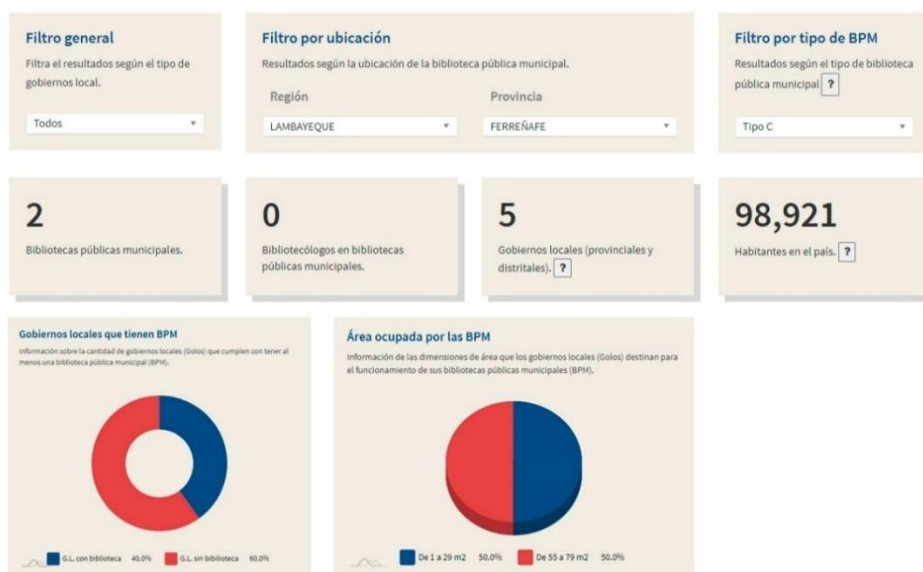 Filtro general
Filtra el resultados según el tipo de
gobiernos local.
Todos
Filtro por ubicación
Resultados según la ubicación de la biblioteca pública municipal.
Región
Provincia
LAMBAYEQUE
FERREÑAFE
Filtro por tipo de BPM
Resultados según el tipo de biblioteca
pública municipal ?
Tipo C
2
Bibliotecas públicas municipales.
0
Bibliotecólogos en bibliotecas
públicas municipales.
5
Gobiernos locales (provinciales y
distritales). ?
98,921
Habitantes en el país. ?
Gobiernos locales que tienen BPM
Información sobre la cantidad de gobiernos locales (Golos) que cumplen con tener al
menos una biblioteca pública municipal (BPM).
G.L. con biblioteca 40.0% G.L. sin biblioteca 60.0%
Área ocupada por las BPM
Información de las dimensiones de área que los gobiernos locales (Golos) destinan para
el funcionamiento de sus bibliotecas públicas municipales (BPM).
De 1 a 29 m2 50.0% De 55 a 79 m2 50.0%